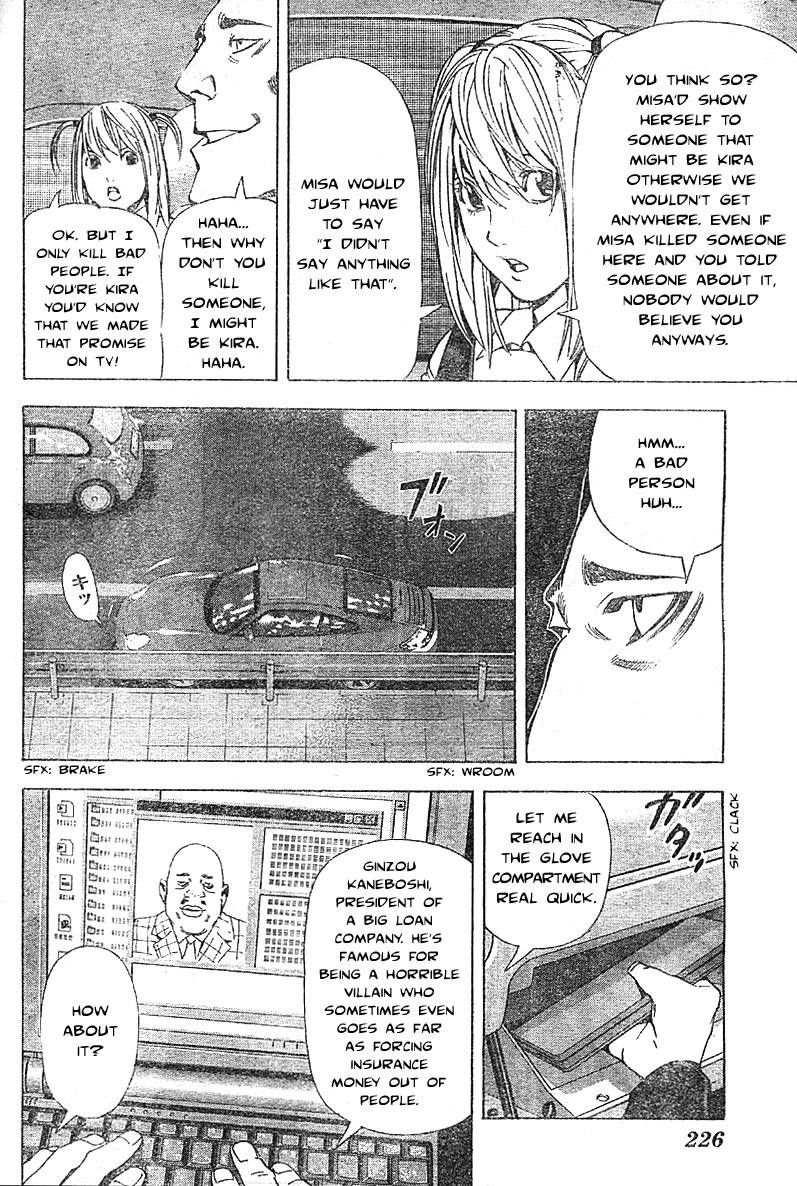 YOU THINK SO?
MISA'D SHOW
HERSELF TO
SOMEONE THAT
MIGHT BE KIRA
OTHERWISE WE
WOULDN'T GET
ANYWHERE. EVEN IF
MISA KILLED SOMEONE
HERE AND YOU TOLD
SOMEONE ABOUT IT,
NOBODY WOULD
BELIEVE YOU
ANYWAYS.
MISA WOULD
JUST HAVE
TO SAY
"I DIDN'T
SAY ANYTHING
LIKE THAT".
HAHA...
THEN WHY
DON'T YOU
KILL
SOMEONE,
I MIGHT
BE KIRA.
HAHA.
OK. BUT I
ONLY KILL BAD
PEOPLE. IF
YOU'RE KIRA
YOU'D KNOW
THAT WE MADE
THAT PROMISE
ON TV!
HMM...
A BAD
PERSON
HUH...
ブオン
キッ
SFX: WROOM
SFX: BRAKE
ガタッ
SFX: CLACK
LET ME
REACH IN
THE GLOVE
COMPARTMENT
REAL QUICK.
GINZOU
KANEBOSHI,
PRESIDENT OF
A BIG LOAN
COMPANY. HE'S
FAMOUS FOR
BEING A HORRIBLE
VILLAIN WHO
SOMETIMES EVEN
GOES AS FAR
AS FORCING
INSURANCE
MONEY OUT OF
PEOPLE.
HOW
ABOUT
IT?
226